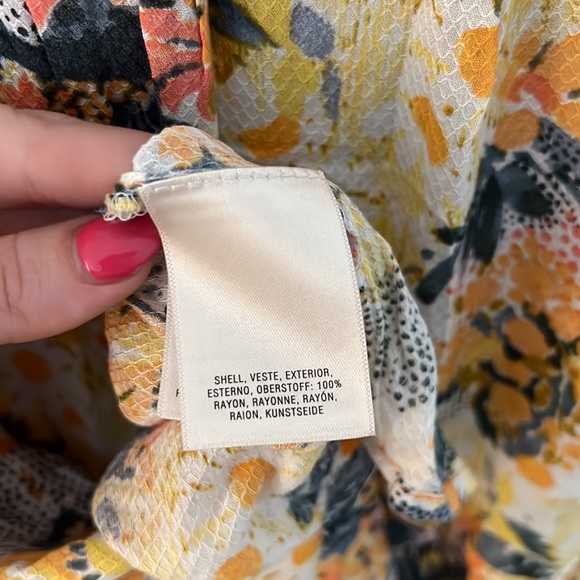 SHELL, VESTE, EXTERIOR,
ESTERNO, OBERSTOFF: 100%
RAYON, RAYONNE, RAYÓN,
RAION, KUNSTSEIDE